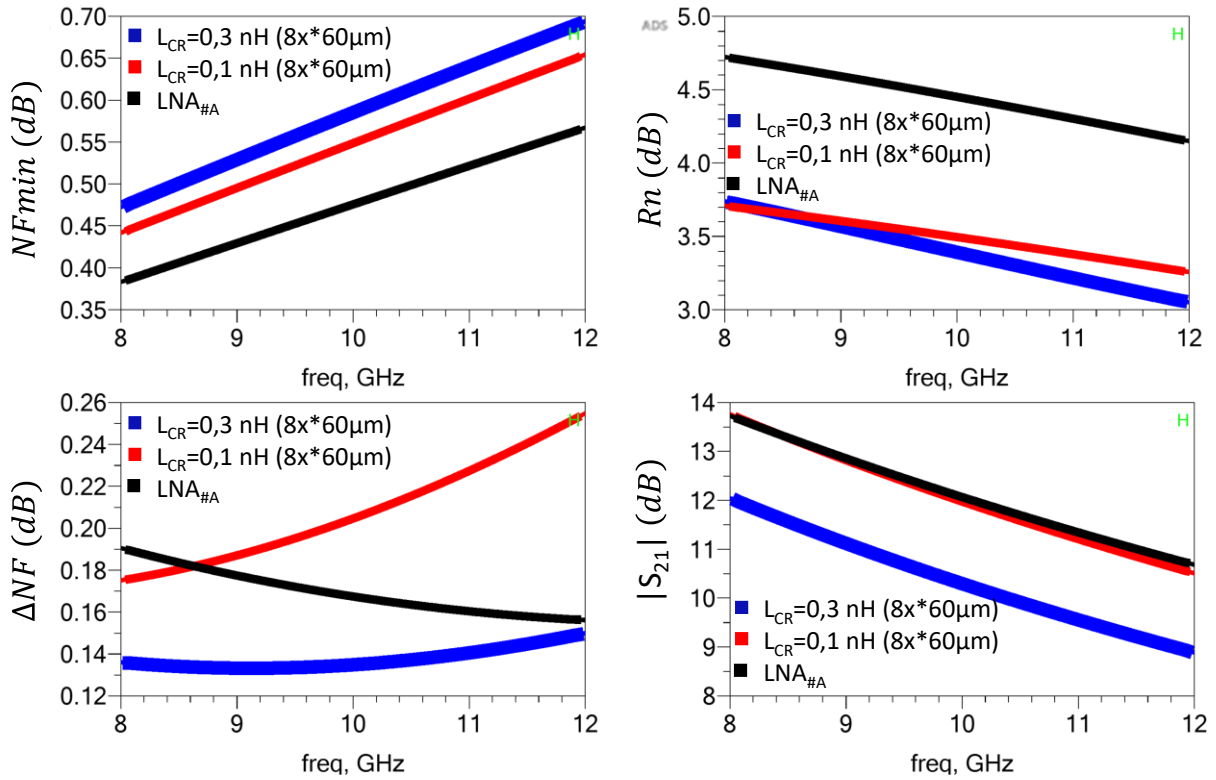 NFmin (dB)
0.70
0.65
0.60
0.55
0.50
0.45
0.40
0.35
L_CR=0,3 nH (8x*60μm)
L_CR=0,1 nH (8x*60μm)
LNA_#A
H
8 9 10 11 12
freq, GHz
ADS
Rn (dB)
5.0
4.5
4.0
3.5
3.0
H
L_CR=0,3 nH (8x*60μm)
L_CR=0,1 nH (8x*60μm)
LNA_#A
8 9 10 11 12
freq, GHz
ΔNF (dB)
0.26
0.24
0.22
0.20
0.18
0.16
0.14
0.12
L_CR=0,3 nH (8x*60μm)
L_CR=0,1 nH (8x*60μm)
LNA_#A
H
8 9 10 11 12
freq, GHz
|S_21| (dB)
14
13
12
11
10
9
8
H
L_CR=0,3 nH (8x*60μm)
L_CR=0,1 nH (8x*60μm)
LNA_#A
8 9 10 11 12
freq, GHz